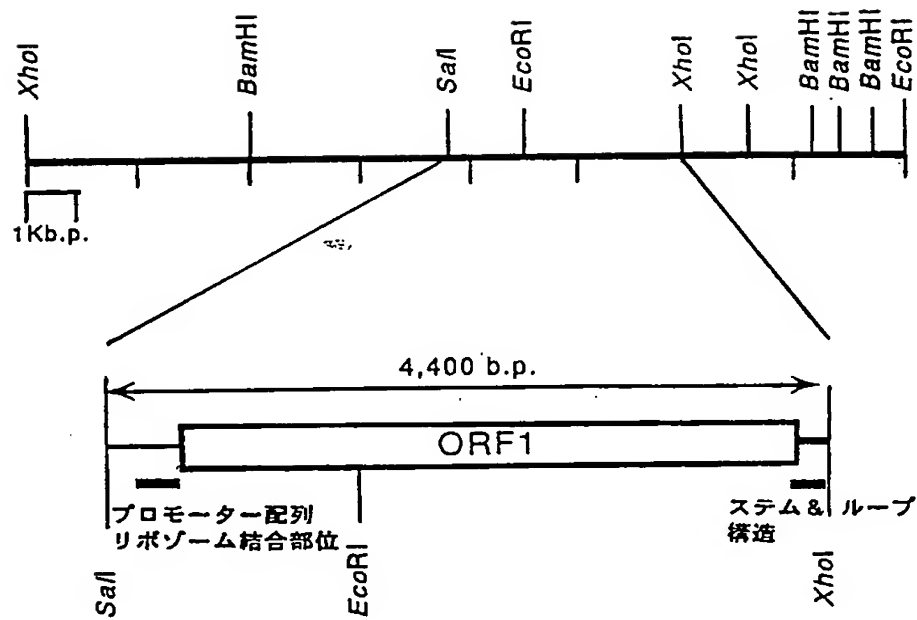 XhoI
BamHI
SalI
EcoRI
XhoI
XhoI
BamHI
BamHI
BamHI
EcoRI
1Kb.p.
4,400 b.p.
ORF1
プロモーター配列
リボゾーム結合部位
ステム& ループ
構造
SalI
EcoRI
XhoI